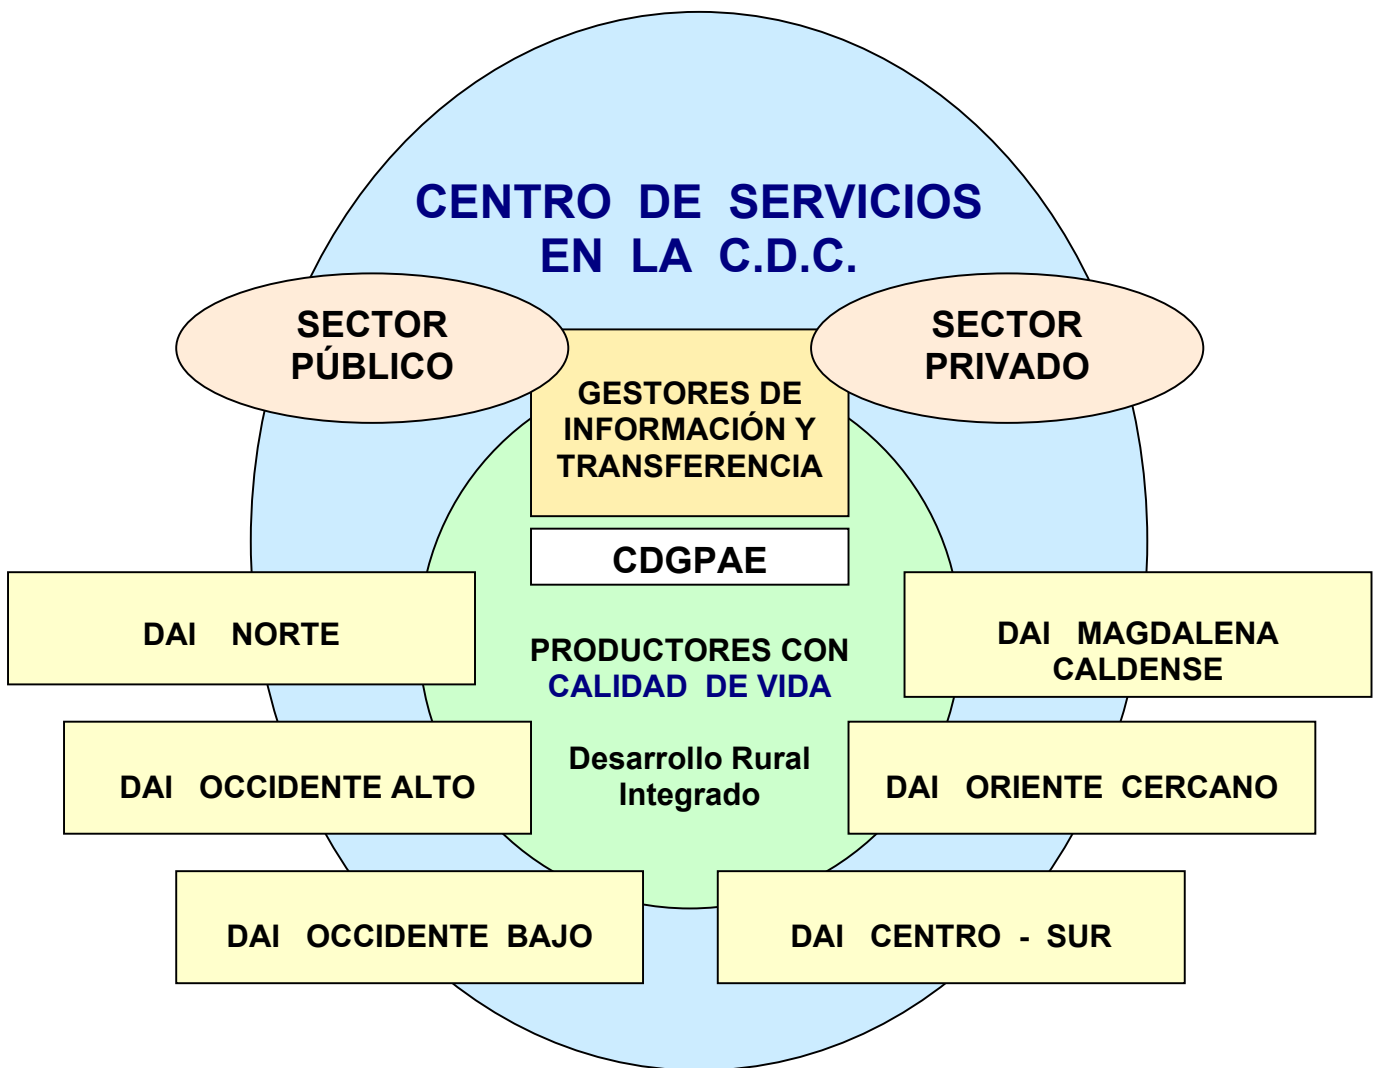 CENTRO DE SERVICIOS
EN LA C.D.C.
SECTOR
PÚBLICO
SECTOR
PRIVADO
GESTORES DE
INFORMACIÓN Y
TRANSFERENCIA
CDGPAE
DAI NORTE
PRODUCTORES CON
CALIDAD DE VIDA
DAI MAGDALENA
CALDENSE
Desarrollo Rural
Integrado
DAI OCCIDENTE ALTO
DAI ORIENTE CERCANO
DAI OCCIDENTE BAJO
DAI CENTRO - SUR